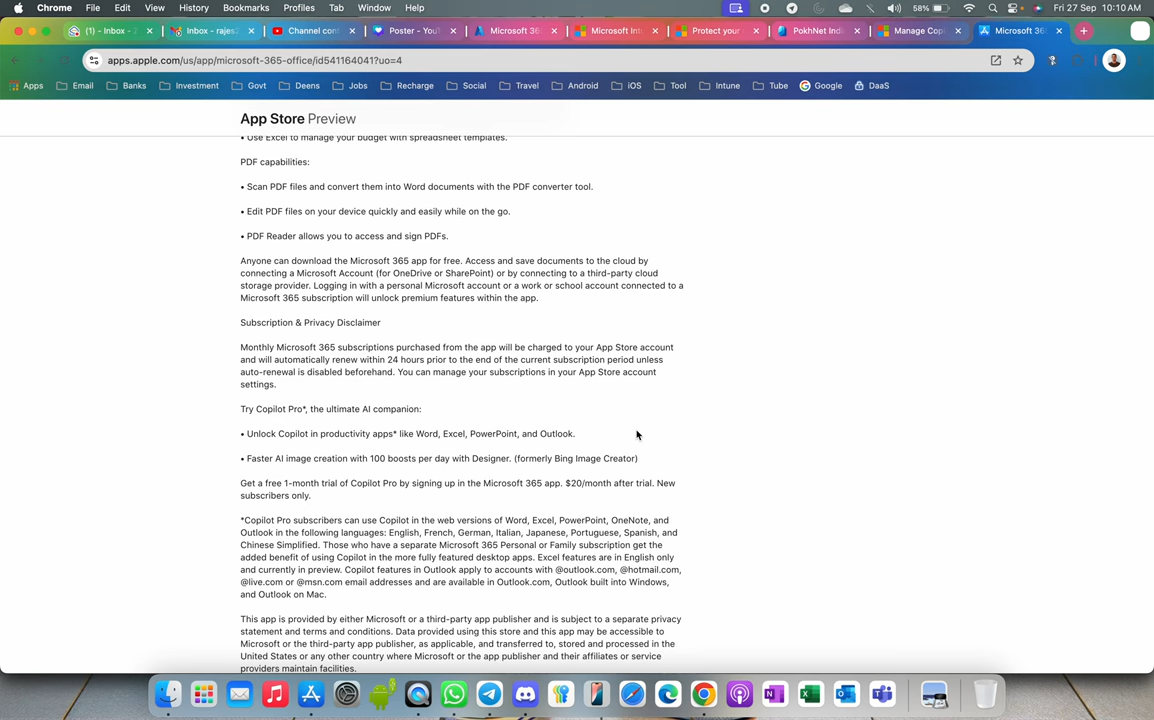 Chrome File Edit View History Bookmarks Profiles Tab Window Help 58% Fri 27 Sep 10:10 AM
(1) - Inbox - 2 Inbox - rajes Channel con Poster - YouT Microsoft 36 Microsoft Int Protect your PokhNet Indi Manage Cop Microsoft 36
apps.apple.com/us/app/microsoft-365-office/id541164041?uo=4
Apps Email Banks Investment Govt Deens Jobs Recharge Social Travel Android iOS Tool Intune Tube Google DaaS
App Store Preview
• Use Excel to manage your budget with spreadsheet templates.
PDF capabilities:
• Scan PDF files and convert them into Word documents with the PDF converter tool.
• Edit PDF files on your device quickly and easily while on the go.
• PDF Reader allows you to access and sign PDFs.
Anyone can download the Microsoft 365 app for free. Access and save documents to the cloud by
connecting a Microsoft Account (for OneDrive or SharePoint) or by connecting to a third-party cloud
storage provider. Logging in with a personal Microsoft account or a work or school account connected to a
Microsoft 365 subscription will unlock premium features within the app.
Subscription & Privacy Disclaimer
Monthly Microsoft 365 subscriptions purchased from the app will be charged to your App Store account
and will automatically renew within 24 hours prior to the end of the current subscription period unless
auto-renewal is disabled beforehand. You can manage your subscriptions in your App Store account
settings.
Try Copilot Pro*, the ultimate AI companion:
• Unlock Copilot in productivity apps* like Word, Excel, PowerPoint, and Outlook.
• Faster AI image creation with 100 boosts per day with Designer. (formerly Bing Image Creator)
Get a free 1-month trial of Copilot Pro by signing up in the Microsoft 365 app. $20/month after trial. New
subscribers only.
*Copilot Pro subscribers can use Copilot in the web versions of Word, Excel, PowerPoint, OneNote, and
Outlook in the following languages: English, French, German, Italian, Japanese, Portuguese, Spanish, and
Chinese Simplified. Those who have a separate Microsoft 365 Personal or Family subscription get the
added benefit of using Copilot in the more fully featured desktop apps. Excel features are in English only
and currently in preview. Copilot features in Outlook apply to accounts with @outlook.com, @hotmail.com,
@live.com or @msn.com email addresses and are available in Outlook.com, Outlook built into Windows,
and Outlook on Mac.
This app is provided by either Microsoft or a third-party app publisher and is subject to a separate privacy
statement and terms and conditions. Data provided using this store and this app may be accessible to
Microsoft or the third-party app publisher, as applicable, and transferred to, stored and processed in the
United States or any other country where Microsoft or the app publisher and their affiliates or service
providers maintain facilities.